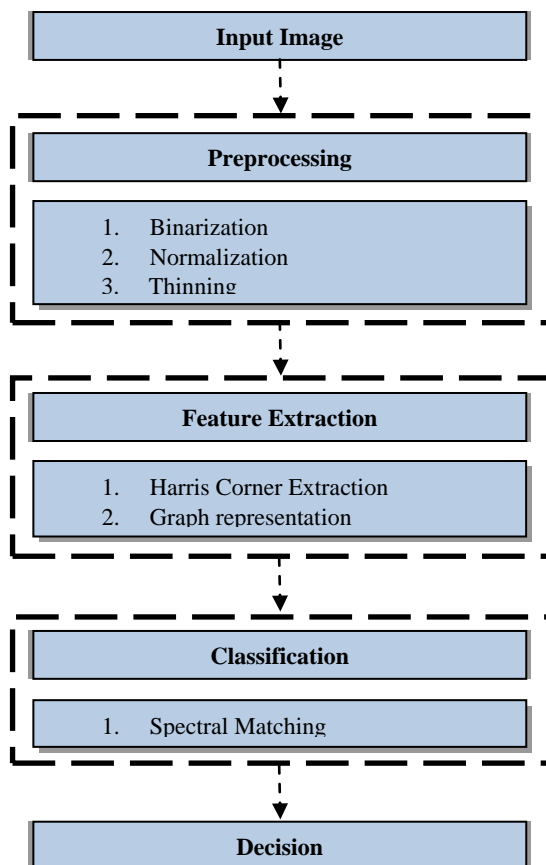 Input Image
Preprocessing
1. Binarization
2. Normalization
3. Thinning
Feature Extraction
1. Harris Corner Extraction
2. Graph representation
Classification
1. Spectral Matching
Decision